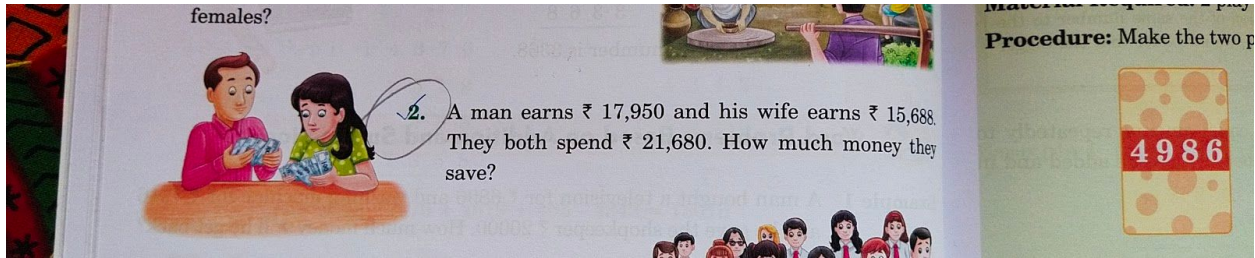 females?
Procedure: Make the two
2. A man earns ₹ 17,950 and his wife earns ₹ 15,688.
They both spend ₹ 21,680. How much money they
save?
4986